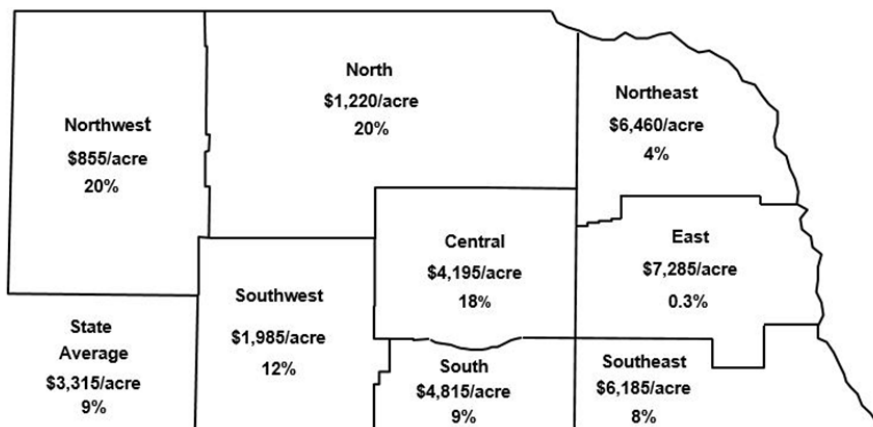 Northwest
$855/acre
20%
North
$1,220/acre
20%
Northeast
$6,460/acre
4%
Central
$4,195/acre
18%
East
$7,285/acre
0.3%
Southwest
$1,985/acre
12%
State
Average
$3,315/acre
9%
South
$4,815/acre
9%
Southeast
$6,185/acre
8%